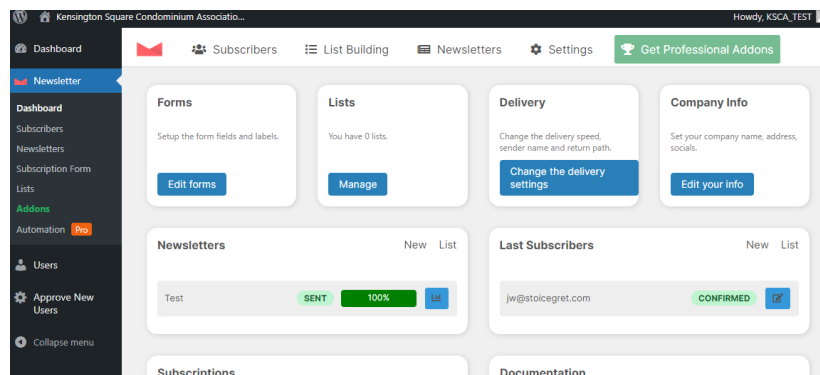 Kensington Square Condominium Associatio...
Howdy, KSCA_TEST
Dashboard
Newsletter
Dashboard
Subscribers
Newsletters
Subscription Form
Lists
Addons
Automation Pro
Users
Approve New
Users
Collapse menu
Subscribers List Building Newsletters Settings Get Professional Addons
Forms
Setup the form fields and labels.
Edit forms
Lists
You have 0 lists.
Manage
Delivery
Change the delivery speed,
sender name and return path.
Change the delivery
settings
Company Info
Set your company name, address,
socials.
Edit your info
Newsletters New List
Test SENT 100%
Last Subscribers New List
jw@stoicegret.com CONFIRMED
Subscriptions
Documentation